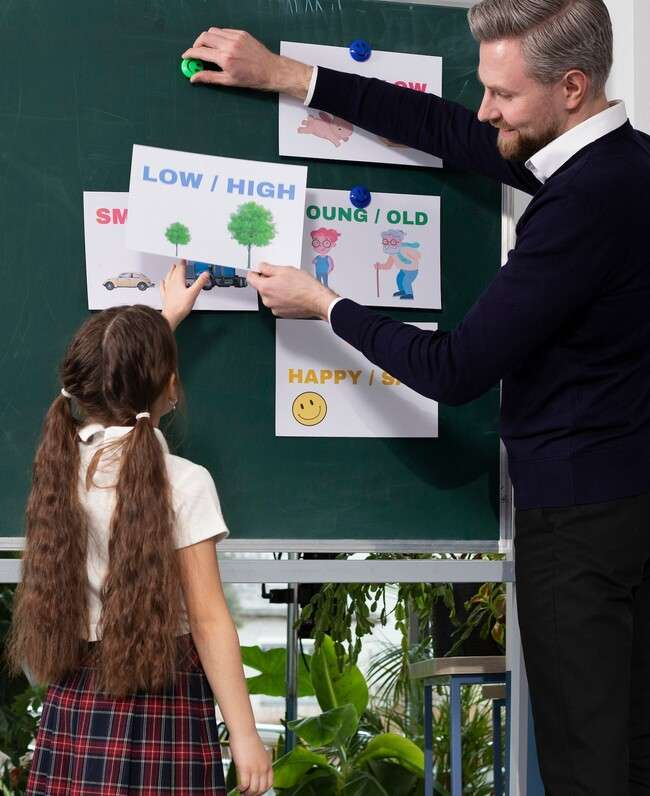 OW
LOW / HIGH
SM
OUNG / OLD
HAPPY / S